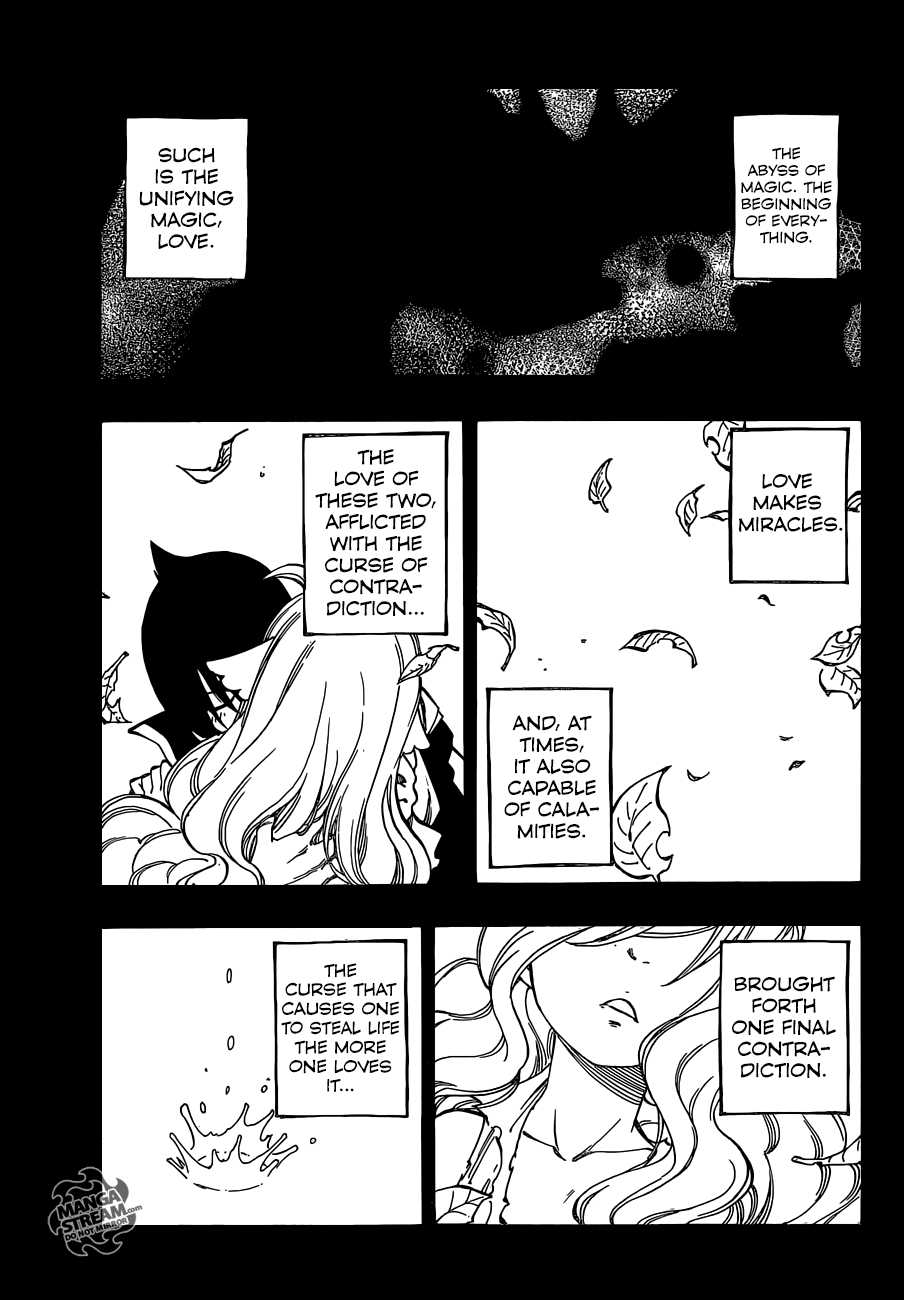 THE
ABYSS OF
MAGIC. THE
BEGINNING
OF EVERY-
THING.
SUCH
IS THE
UNIFYING
MAGIC,
LOVE.
LOVE
MAKES
MIRACLES.
AND, AT
TIMES,
IT ALSO
CAPABLE
OF CALA-
MITIES.
THE
LOVE OF
THESE TWO,
AFFLICTED
WITH THE
CURSE OF
CONTRA-
DICTION...
BROUGHT
FORTH
ONE FINAL
CONTRA-
DICTION.
THE
CURSE THAT
CAUSES ONE
TO STEAL LIFE
THE MORE
ONE LOVES
IT...
MANGA
STREAM.com
DO NOT MIRROR